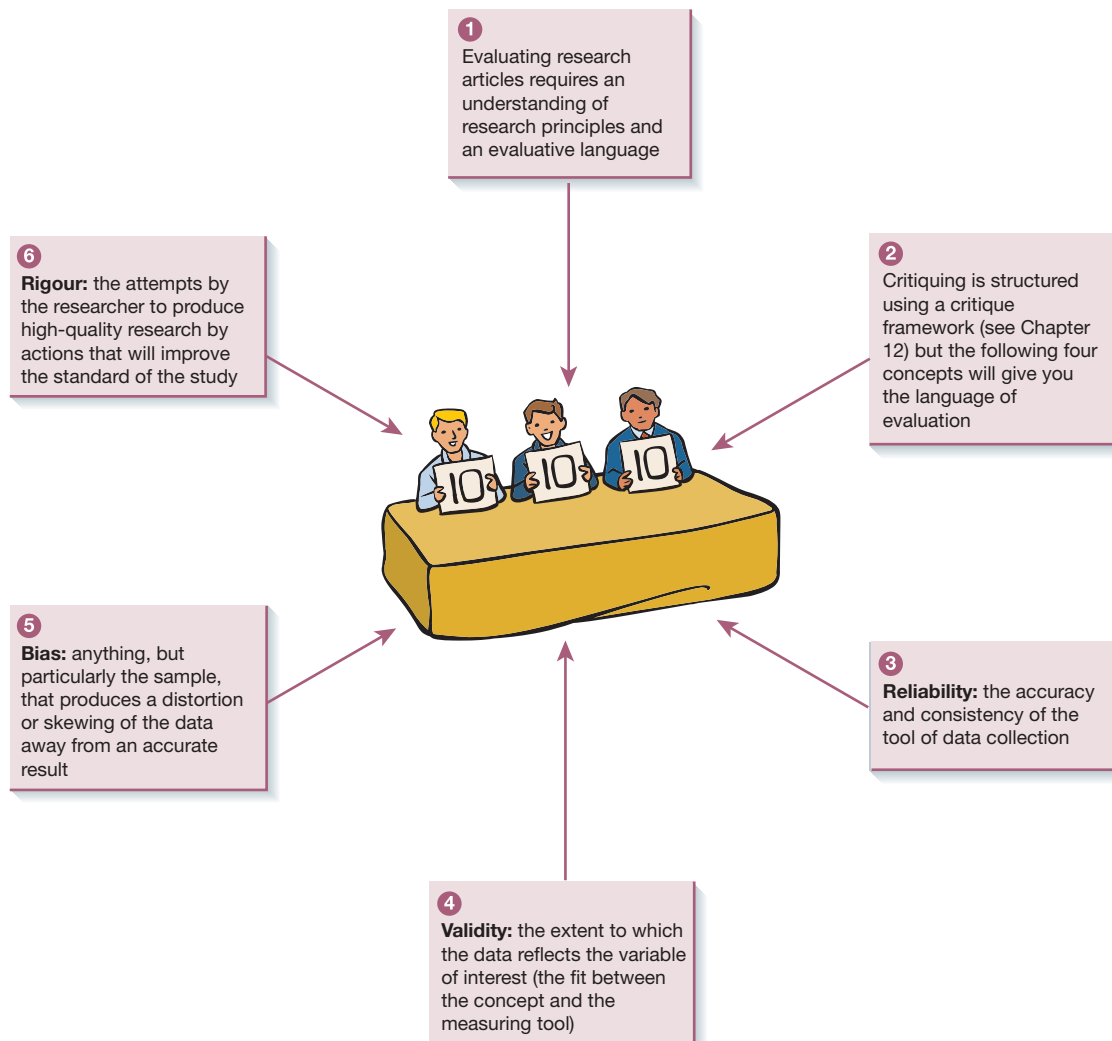 1
Evaluating research
articles requires an
understanding of
research principles and
an evaluative language
2
Critiquing is structured
using a critique
framework (see Chapter
12) but the following four
concepts will give you
the language of
evaluation
3
Reliability: the accuracy
and consistency of the
tool of data collection
4
Validity: the extent to which
the data reflects the variable
of interest (the fit between
the concept and the
measuring tool)
5
Bias: anything, but
particularly the sample,
that produces a distortion
or skewing of the data
away from an accurate
result
6
Rigour: the attempts by
the researcher to produce
high-quality research by
actions that will improve
the standard of the study
10
10
10